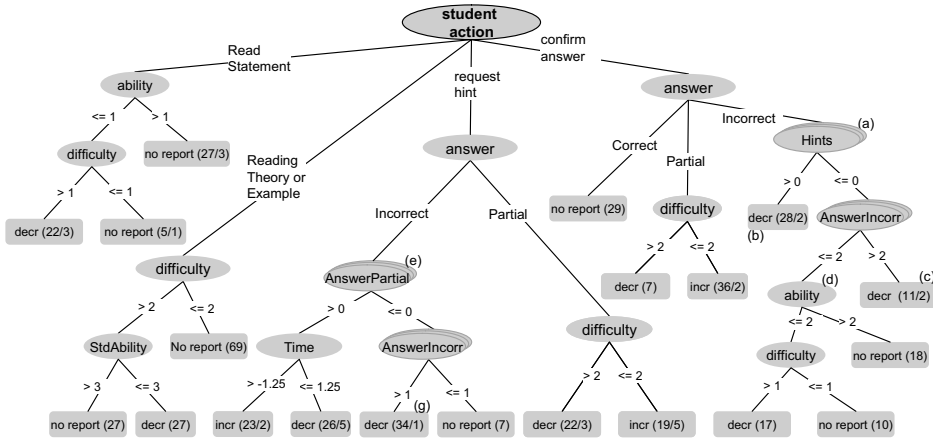 student
action
Read
Statement
confirm
answer
request
hint
ability
answer
<= 1
> 1
Incorrect
(a)
Hints
difficulty
no report (27/3)
Reading
Theory or
Example
answer
Correct
Partial
> 1
<= 1
> 0
<= 0
Incorrect
Partial
no report (29)
difficulty
decr (28/2)
(b)
AnswerIncorr
decr (22/3)
no report (5/1)
> 2
<= 2
<= 2
> 2
difficulty
(e)
AnswerPartial
decr (7)
incr (36/2)
(d)
ability
(c)
decr (11/2)
> 2
<= 2
> 0
<= 0
<= 2
> 2
StdAbility
No report (69)
Time
AnswerIncorr
difficulty
difficulty
no report (18)
> 3
<= 3
> -1.25
<= 1.25
> 1
(g)
<= 1
> 2
<= 2
> 1
<= 1
no report (27)
decr (27)
incr (23/2)
decr (26/5)
decr (34/1)
no report (7)
decr (22/3)
incr (19/5)
decr (17)
no report (10)